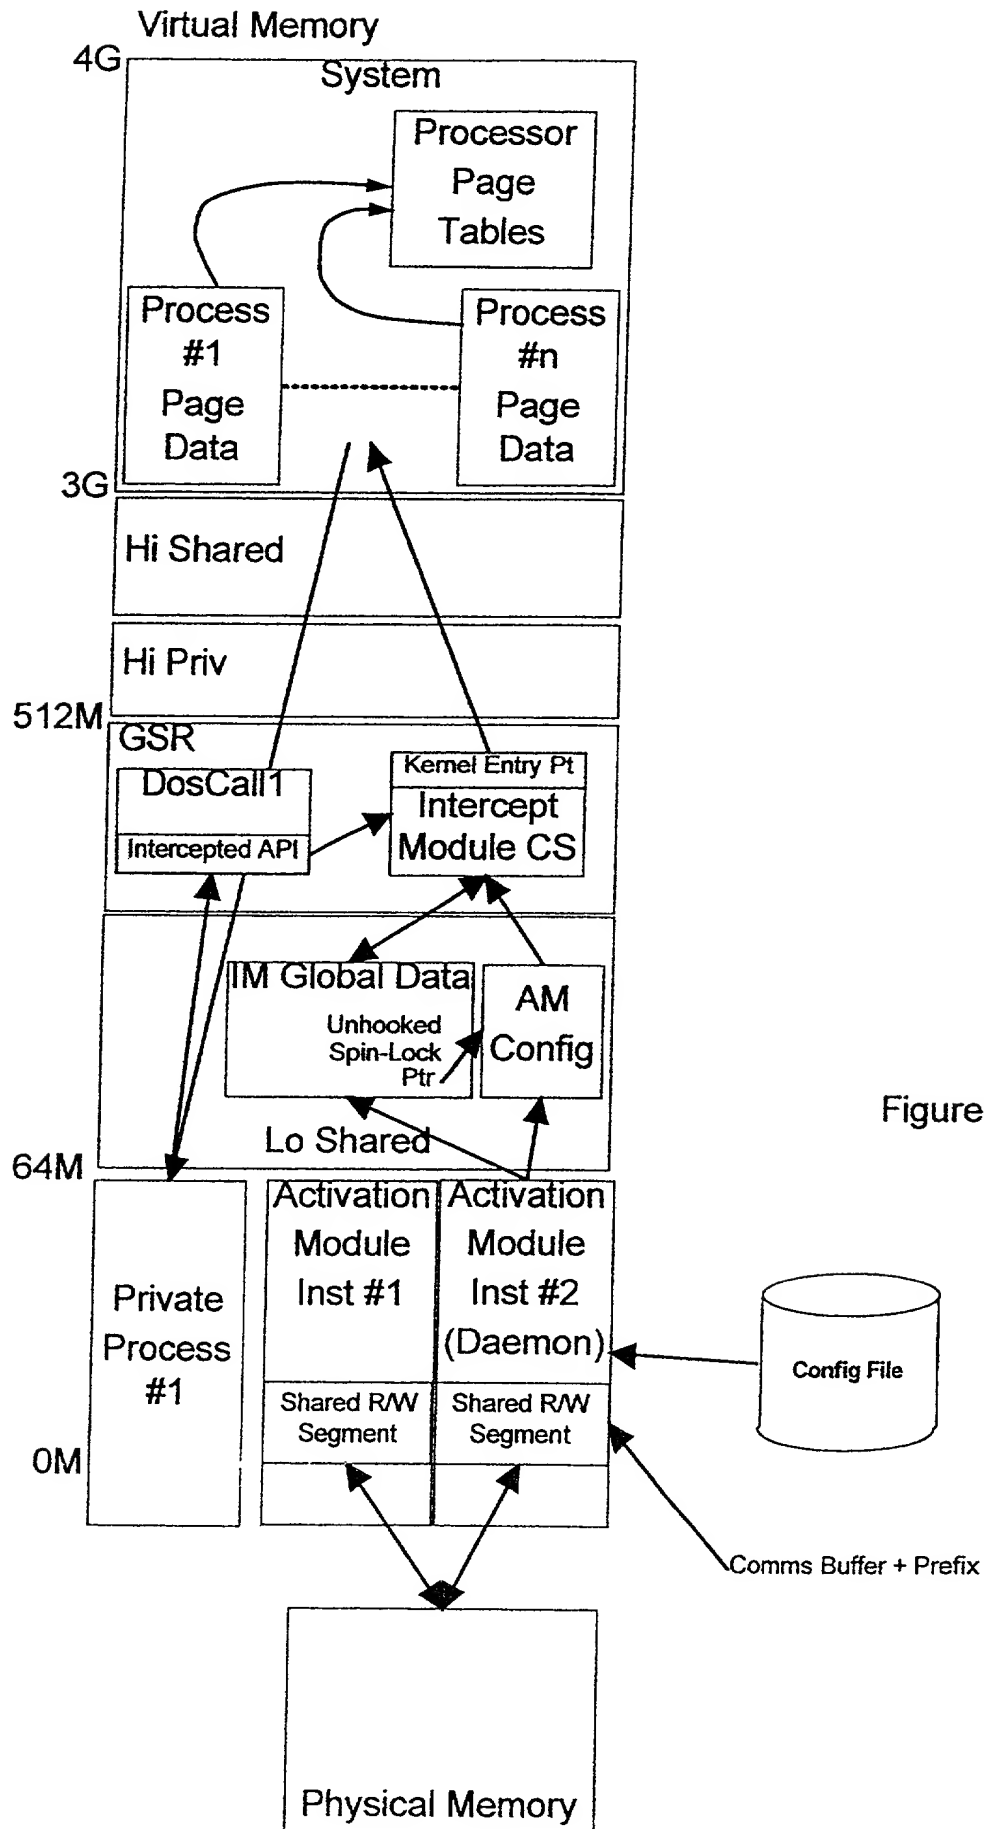 Virtual Memory
4G
System
Processor
Page
Tables
Process
#1
Page
Data
Process
#n
Page
Data
3G
Hi Shared
Hi Priv
512M
GSR
DosCall1
Intercepted API
Kernel Entry Pt
Intercept
Module CS
IM Global Data
Unhooked
Spin-Lock
Ptr
AM
Config
Figure
Lo Shared
64M
Private
Process
#1
Activation
Module
Inst #1
Shared R/W
Segment
Activation
Module
Inst #2
(Daemon)
Shared R/W
Segment
Config File
0M
Comms Buffer + Prefix
Physical Memory